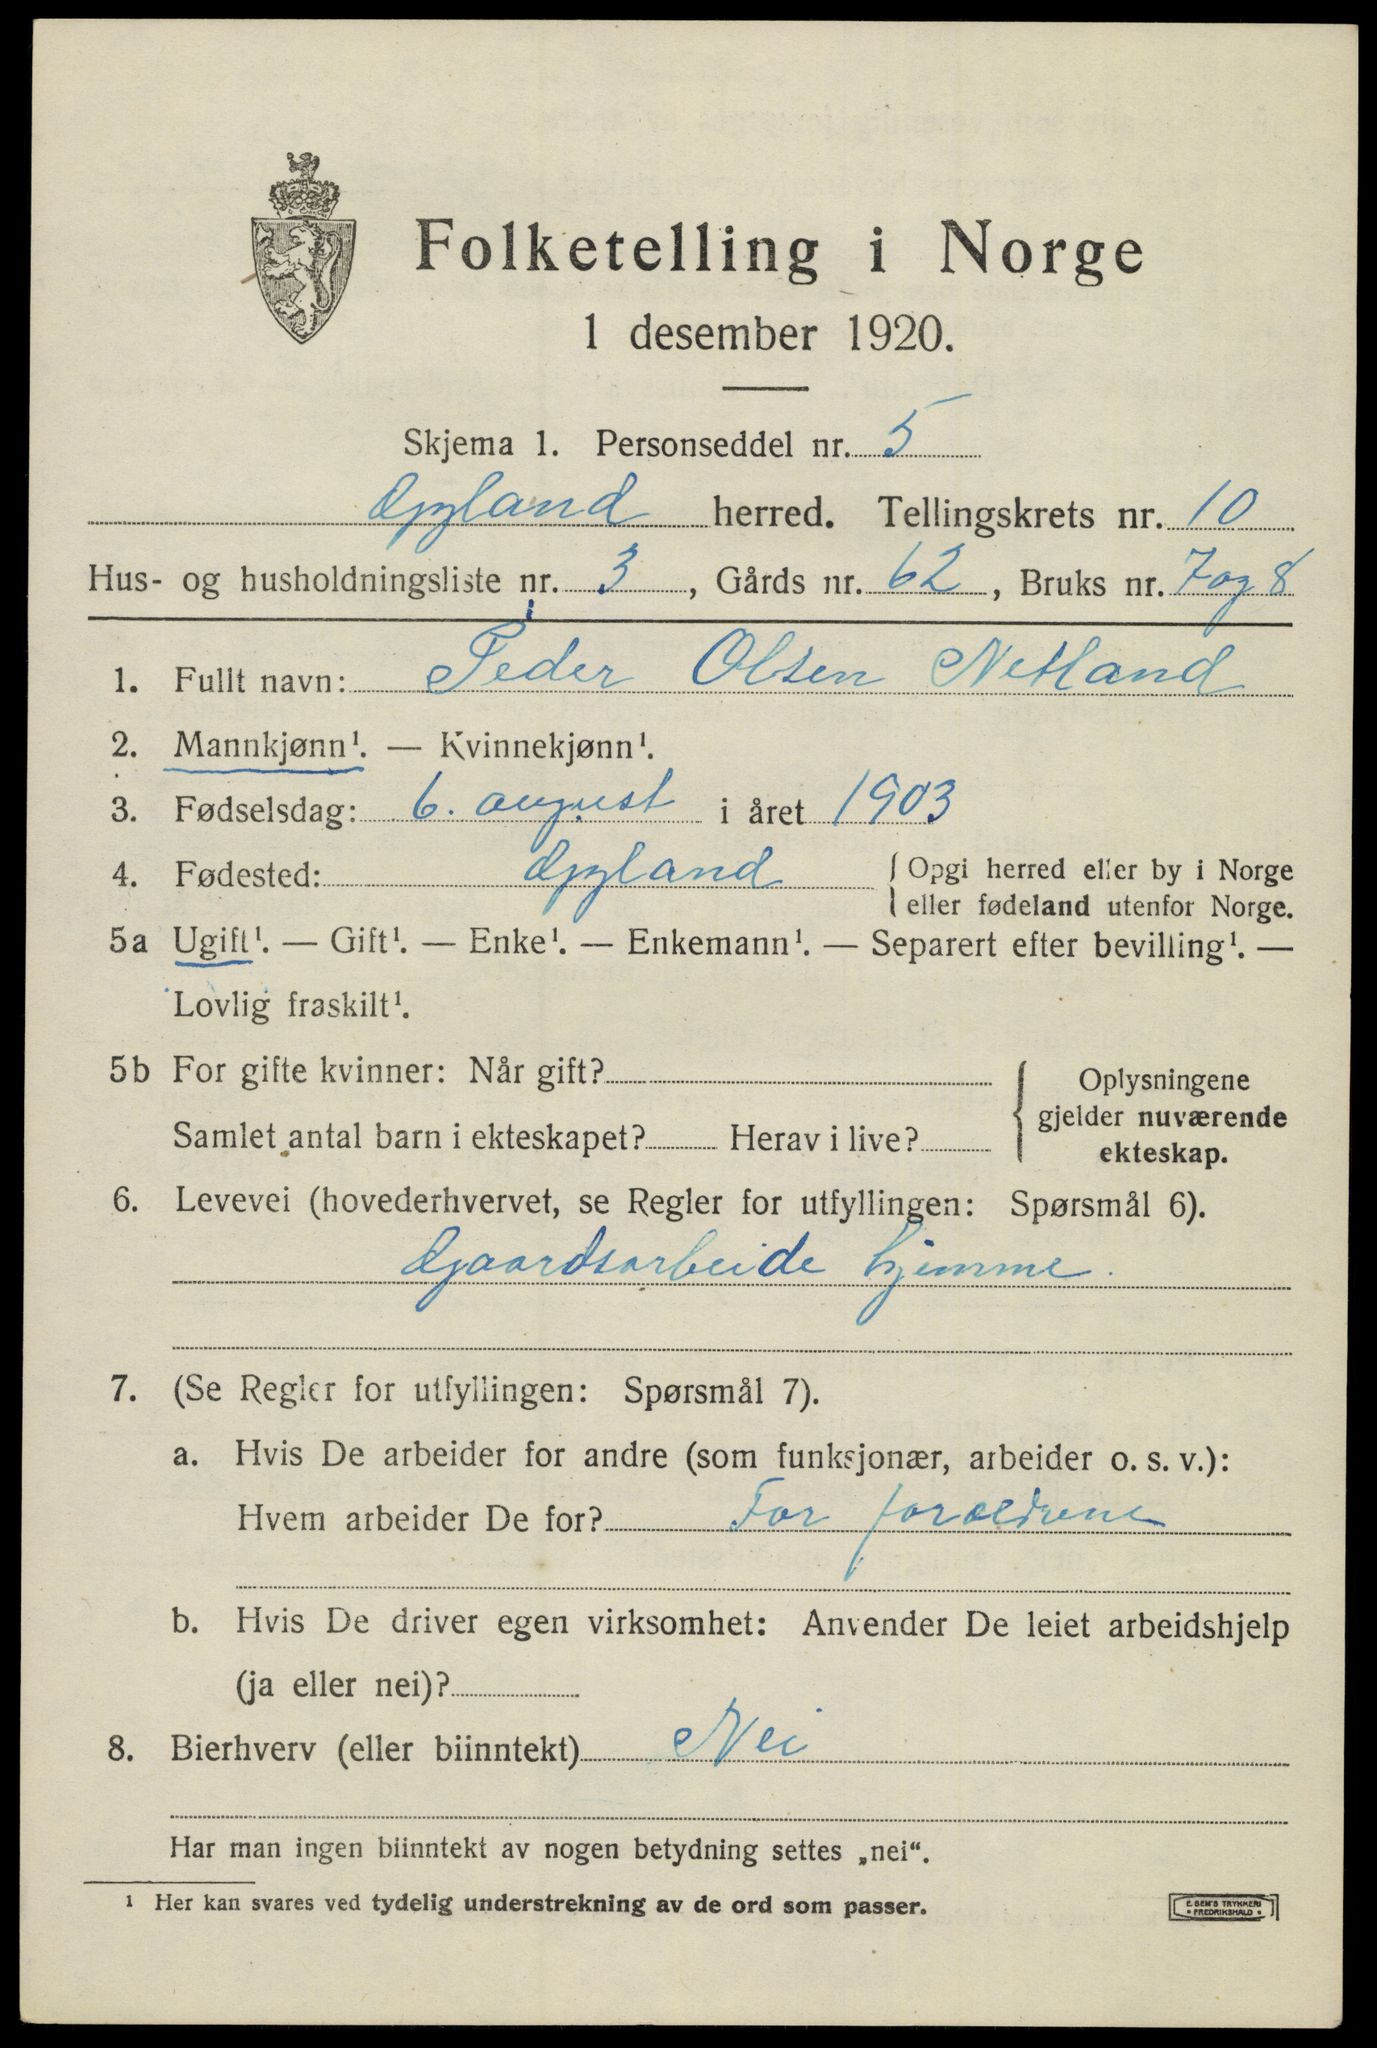 Folketelling i Norge
1 desember 1920.
Skjema 1. Personseddel nr. 5
Gyland herred. Tellingskrets nr. 10
Hus- og husholdningsliste nr. 3, Gårds nr. 62, Bruks nr. 7 og 8
1. Fullt navn: Peder Olsen Netland
2. Mannkjønn¹. — Kvinnekjønn¹.
3. Fødselsdag: 6. august i året 1903
4. Fødested: Gyland { Opgi herred eller by i Norge
eller fødeland utenfor Norge.
5a Ugift¹. — Gift¹. — Enke¹. — Enkemann¹. — Separert efter bevilling¹. —
Lovlig fraskilt¹.
5b For gifte kvinner: Når gift?
Samlet antal barn i ekteskapet? Herav i live?
{ Oplysningene
gjelder nuværende
ekteskap.
6. Levevei (hovederhvervet, se Regler for utfyllingen: Spørsmål 6).
Gaardsarbeide hjemme.
7. (Se Regler for utfyllingen: Spørsmål 7).
a. Hvis De arbeider for andre (som funksjonær, arbeider o. s. v.):
Hvem arbeider De for? For forældrene
b. Hvis De driver egen virksomhet: Anvender De leiet arbeidshjelp
(ja eller nei)?
8. Bierhverv (eller biinntekt) Nei
Har man ingen biinntekt av nogen betydning settes „nei“.
¹ Her kan svares ved tydelig understrekning av de ord som passer.
E. SEM'S TRYKKERI
• FREDRIKSHALD •